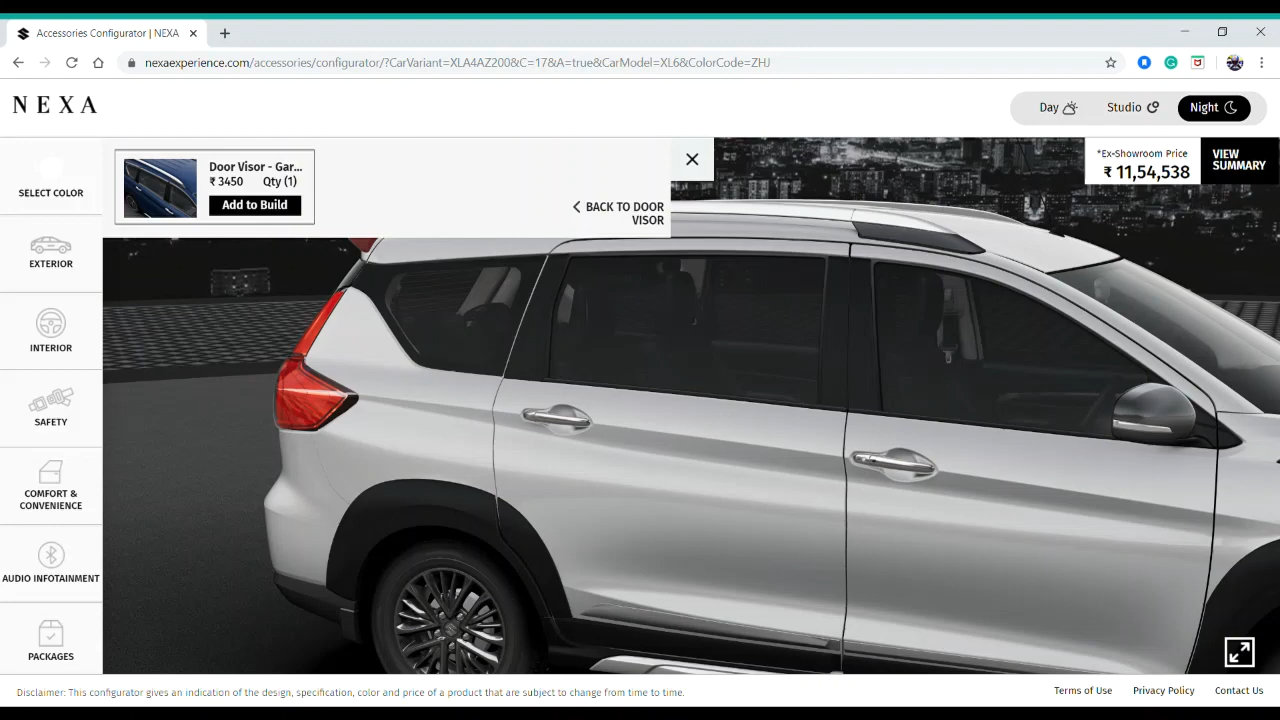 Accessories Configurator | NEXA
nexaexperience.com/accessories/configurator/?CarVariant=XLA4AZ200&C=17&IA=true&CarModel=XL6&ColorCode=ZHJ
NEXA
Day
Studio
Night
SELECT COLOR
EXTERIOR
INTERIOR
SAFETY
COMFORT &
CONVENIENCE
AUDIO INFOTAINMENT
PACKAGES
Door Visor - Gar...
₹ 3450 Qty (1)
Add to Build
BACK TO DOOR
VISOR
*Ex-Showroom Price
₹ 11,54,538
VIEW
SUMMARY
Disclaimer: This configurator gives an indication of the design, specification, color and price of a product that are subject to change from time to time.
Terms of Use
Privacy Policy
Contact Us